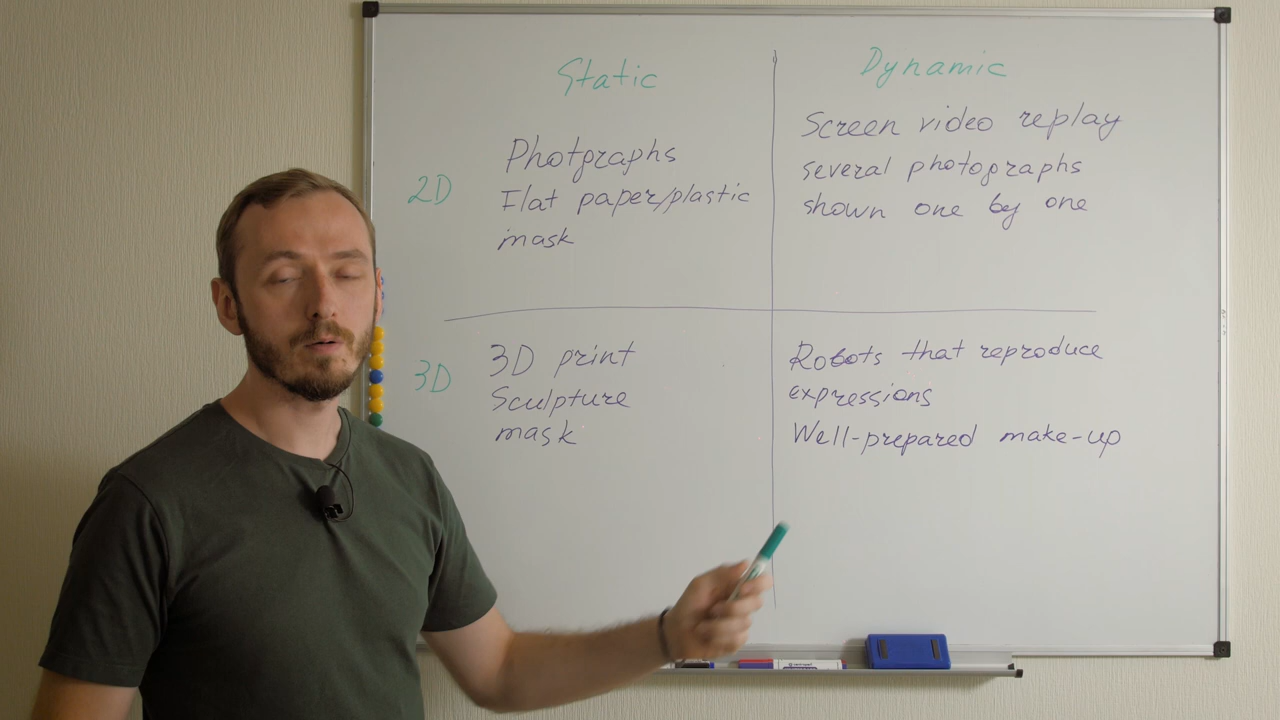 Static
Dynamic
2D
Photgraphs
Flat paper/plastic
mask
Screen video replay
several photographs
shown one by one
3D
3D print
Sculpture
mask
Robots that reproduce
expressions
Well-prepared make-up